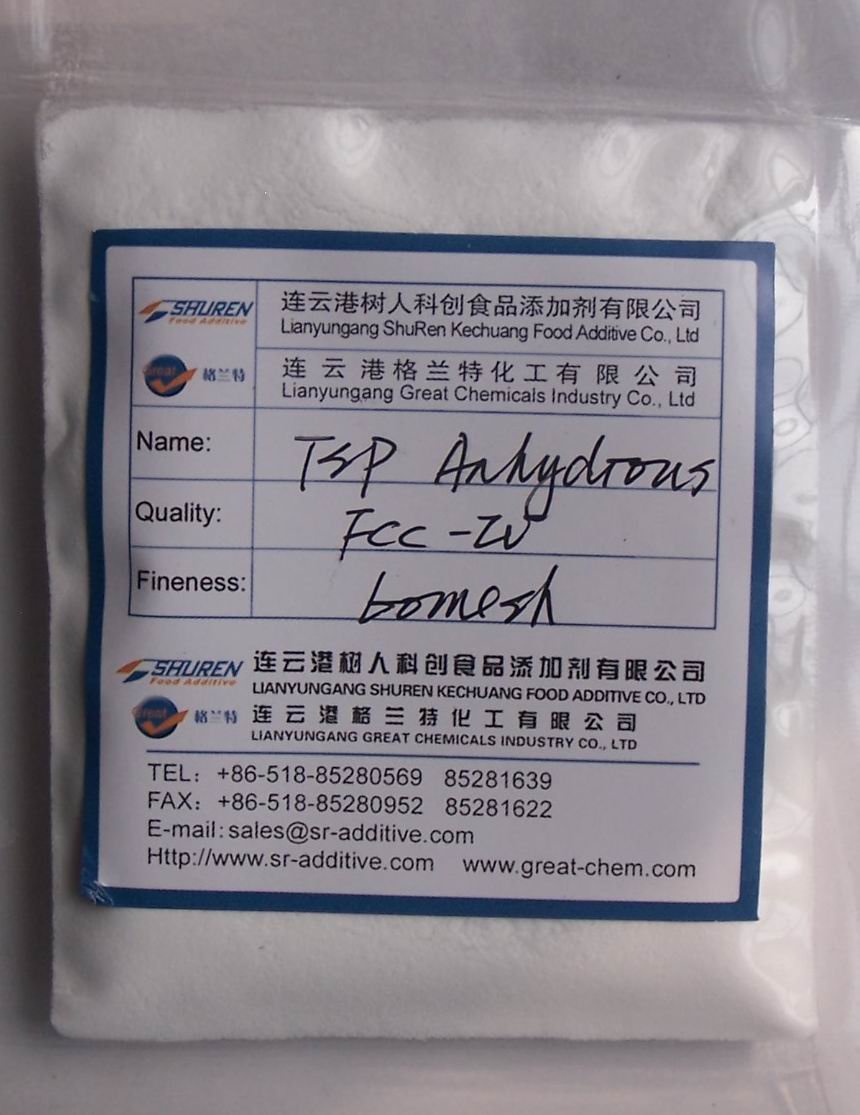 SHUREN
Food Additive
连云港树人科创食品添加剂有限公司
Lianyungang ShuRen Kechuang Food Additive Co., Ltd
Great 格兰特
连云港格兰特化工有限公司
Lianyungang Great Chemicals Industry Co., Ltd
Name: TSP Anhydrous
Quality: FCC-IV
Fineness: 60mesh
SHUREN
Food Additive
连云港树人科创食品添加剂有限公司
LIANYUNGANG SHUREN KECHUANG FOOD ADDITIVE CO., LTD
Great 格兰特
连云港格兰特化工有限公司
LIANYUNGANG GREAT CHEMICALS INDUSTRY CO., LTD
TEL: +86-518-85280569 85281639
FAX: +86-518-85280952 85281622
E-mail: sales@sr-additive.com
Http://www.sr-additive.com www.great-chem.com